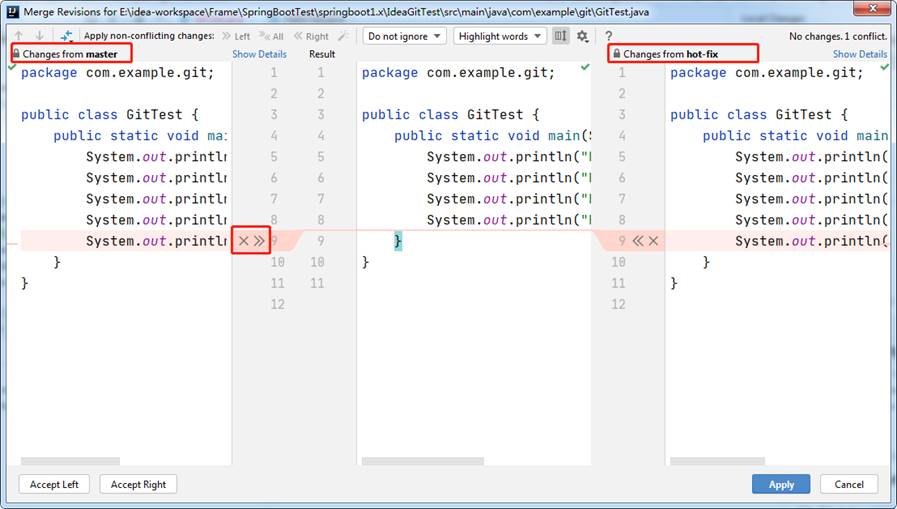 Merge Revisions for E:\idea-workspace\Frame\SpringBootTest\springboot1.x\IdeaGitTest\src\main\java\com\example\git\GitTest.java
Apply non-conflicting changes: Left All Right Do not ignore Highlight words ? No changes. 1 conflict.
Changes from master Show Details Result Changes from hot-fix Show Details
package com.example.git; 1 1 package com.example.git; 1 package com.example.git;
2 2 2
public class GitTest { 3 3 public class GitTest { 3 public class GitTest {
public static void mai 4 4 public static void main( 4 public static void main
System.out.println 5 5 System.out.println(" 5 System.out.println(
System.out.println 6 6 System.out.println(" 6 System.out.println(
System.out.println 7 7 System.out.println(" 7 System.out.println(
System.out.println 8 8 System.out.println(" 8 System.out.println(
System.out.println 9 9 } 9 System.out.println(
} 10 10 } 10 }
} 11 11 11 }
12 12
Accept Left Accept Right Apply Cancel